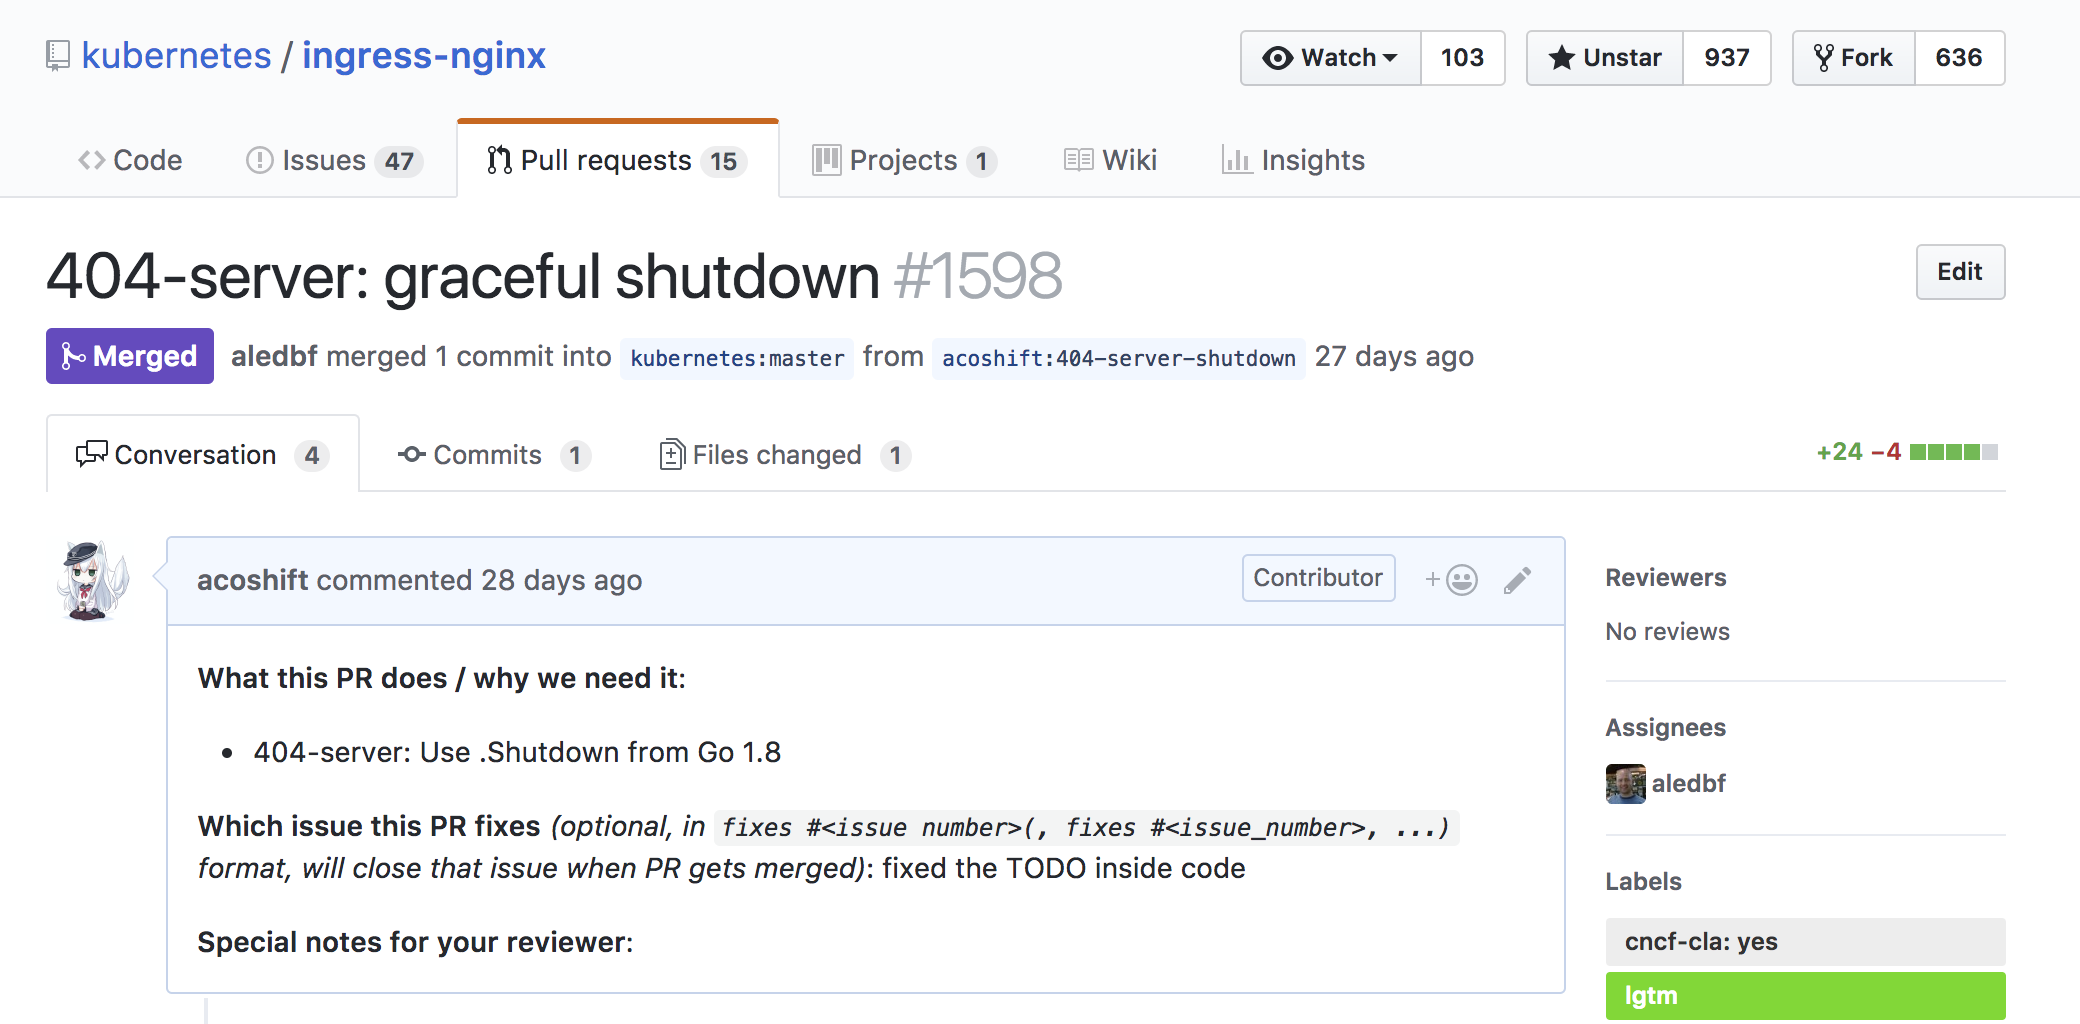 kubernetes / ingress-nginx
Watch 103 Unstar 937 Fork 636
Code Issues 47 Pull requests 15 Projects 1 Wiki Insights
404-server: graceful shutdown #1598
Edit
Merged aledbf merged 1 commit into kubernetes:master from acoshift:404-server-shutdown 27 days ago
Conversation 4 Commits 1 Files changed 1 +24 −4
acoshift commented 28 days ago Contributor
What this PR does / why we need it:
• 404-server: Use .Shutdown from Go 1.8
Which issue this PR fixes (optional, in fixes #<issue number>(, fixes #<issue_number>, ...)
format, will close that issue when PR gets merged): fixed the TODO inside code
Special notes for your reviewer:
Reviewers
No reviews
Assignees
aledbf
Labels
cncf-cla: yes
lgtm